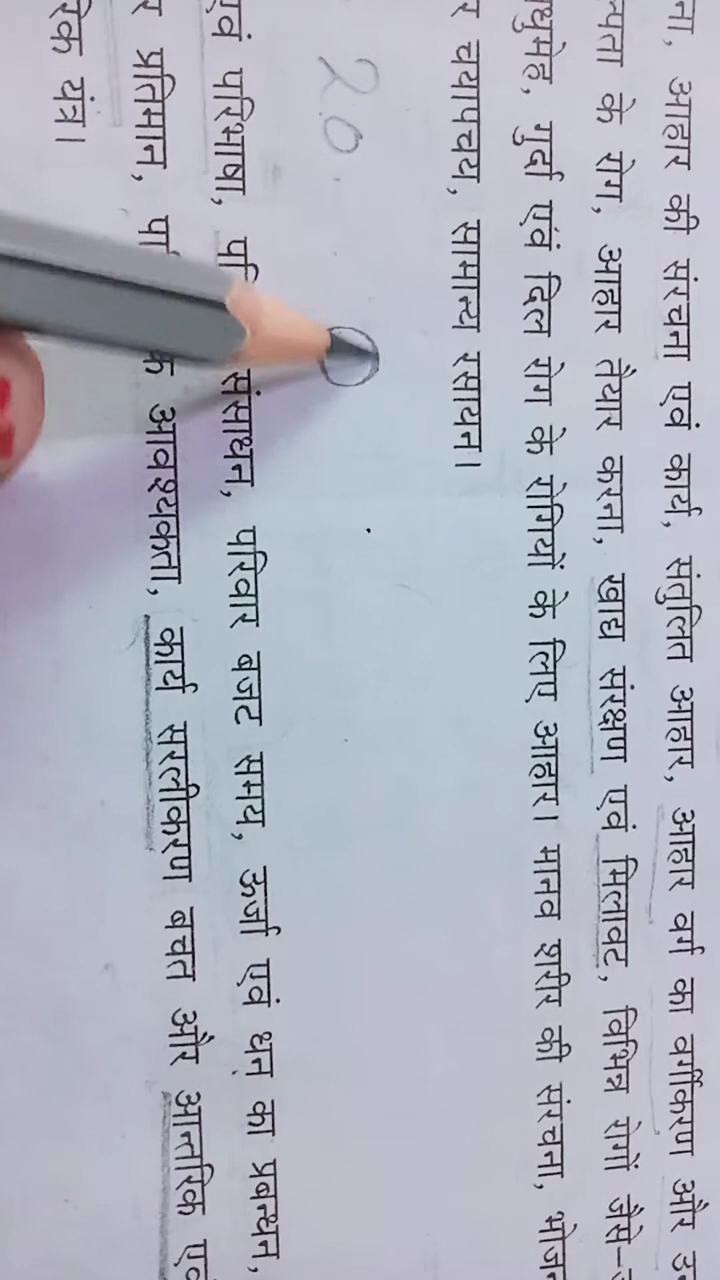 ना, आहार की संरचना एवं कार्य, संतुलित आहार, आहार वर्ग का वर्गीकरण और
के रोग, आहार तैयार करना, खाद्य संरक्षण एवं मिलावट, विभिन्न रोगों जैसे-
मधुमेह, गुर्दा एवं दिल रोग के रोगियों के लिए आहार। मानव शरीर की संरचना, भोजन
र चयापचय, सामान्य रसायन।
20
एवं परिभाषा, संसाधन, परिवार बजट समय, ऊर्जा एवं धन का प्रबन्धन,
र प्रतिमान, आवश्यकता, कार्य सरलीकरण बचत और आन्तरिक एवं
रेक यंत्र।